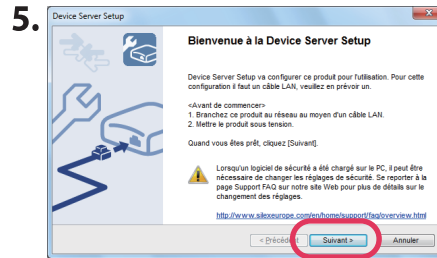 5.
Device Server Setup
Bienvenue à la Device Server Setup
Device Server Setup va configurer ce produit pour l'utilisation. Pour cette
configuration il faut un câble LAN, veuillez en prévoir un.
<Avant de commencer>
1. Branchez ce produit au réseau au moyen d'un câble LAN.
2. Mettre le produit sous tension.
Quand vous êtes prêt, cliquez [Suivant].
Lorsqu'un logiciel de sécurité a été chargé sur le PC, il peut être
nécessaire de changer les réglages de sécurité. Se reporter à la
page Support FAQ sur notre site Web pour plus de détails sur le
changement des réglages.
http://www.silexeurope.com/en/home/support/faq/overview.html
< Précédent Suivant > Annuler